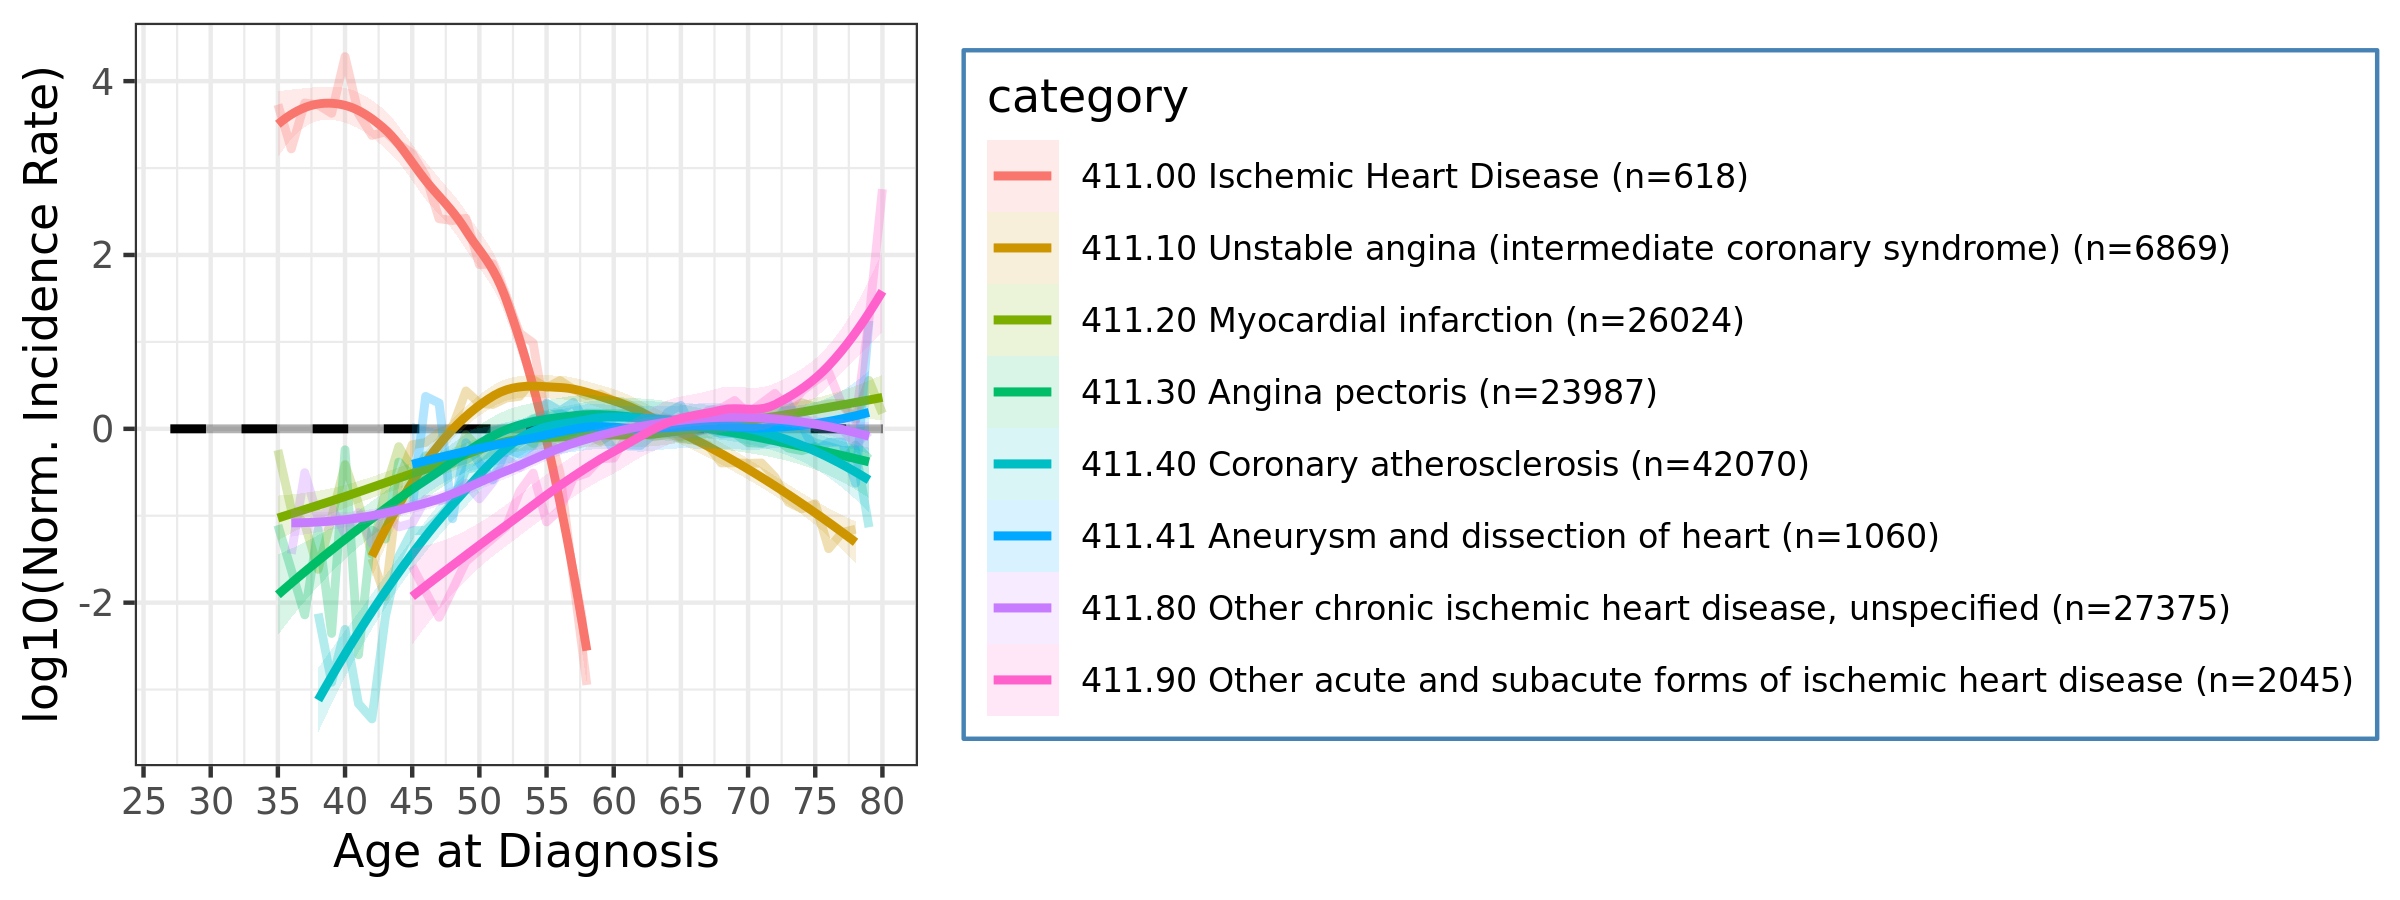 log10(Norm. Incidence Rate)
4
2
0
-2
25 30 35 40 45 50 55 60 65 70 75 80
Age at Diagnosis
category
411.00 Ischemic Heart Disease (n=618)
411.10 Unstable angina (intermediate coronary syndrome) (n=6869)
411.20 Myocardial infarction (n=26024)
411.30 Angina pectoris (n=23987)
411.40 Coronary atherosclerosis (n=42070)
411.41 Aneurysm and dissection of heart (n=1060)
411.80 Other chronic ischemic heart disease, unspecified (n=27375)
411.90 Other acute and subacute forms of ischemic heart disease (n=2045)